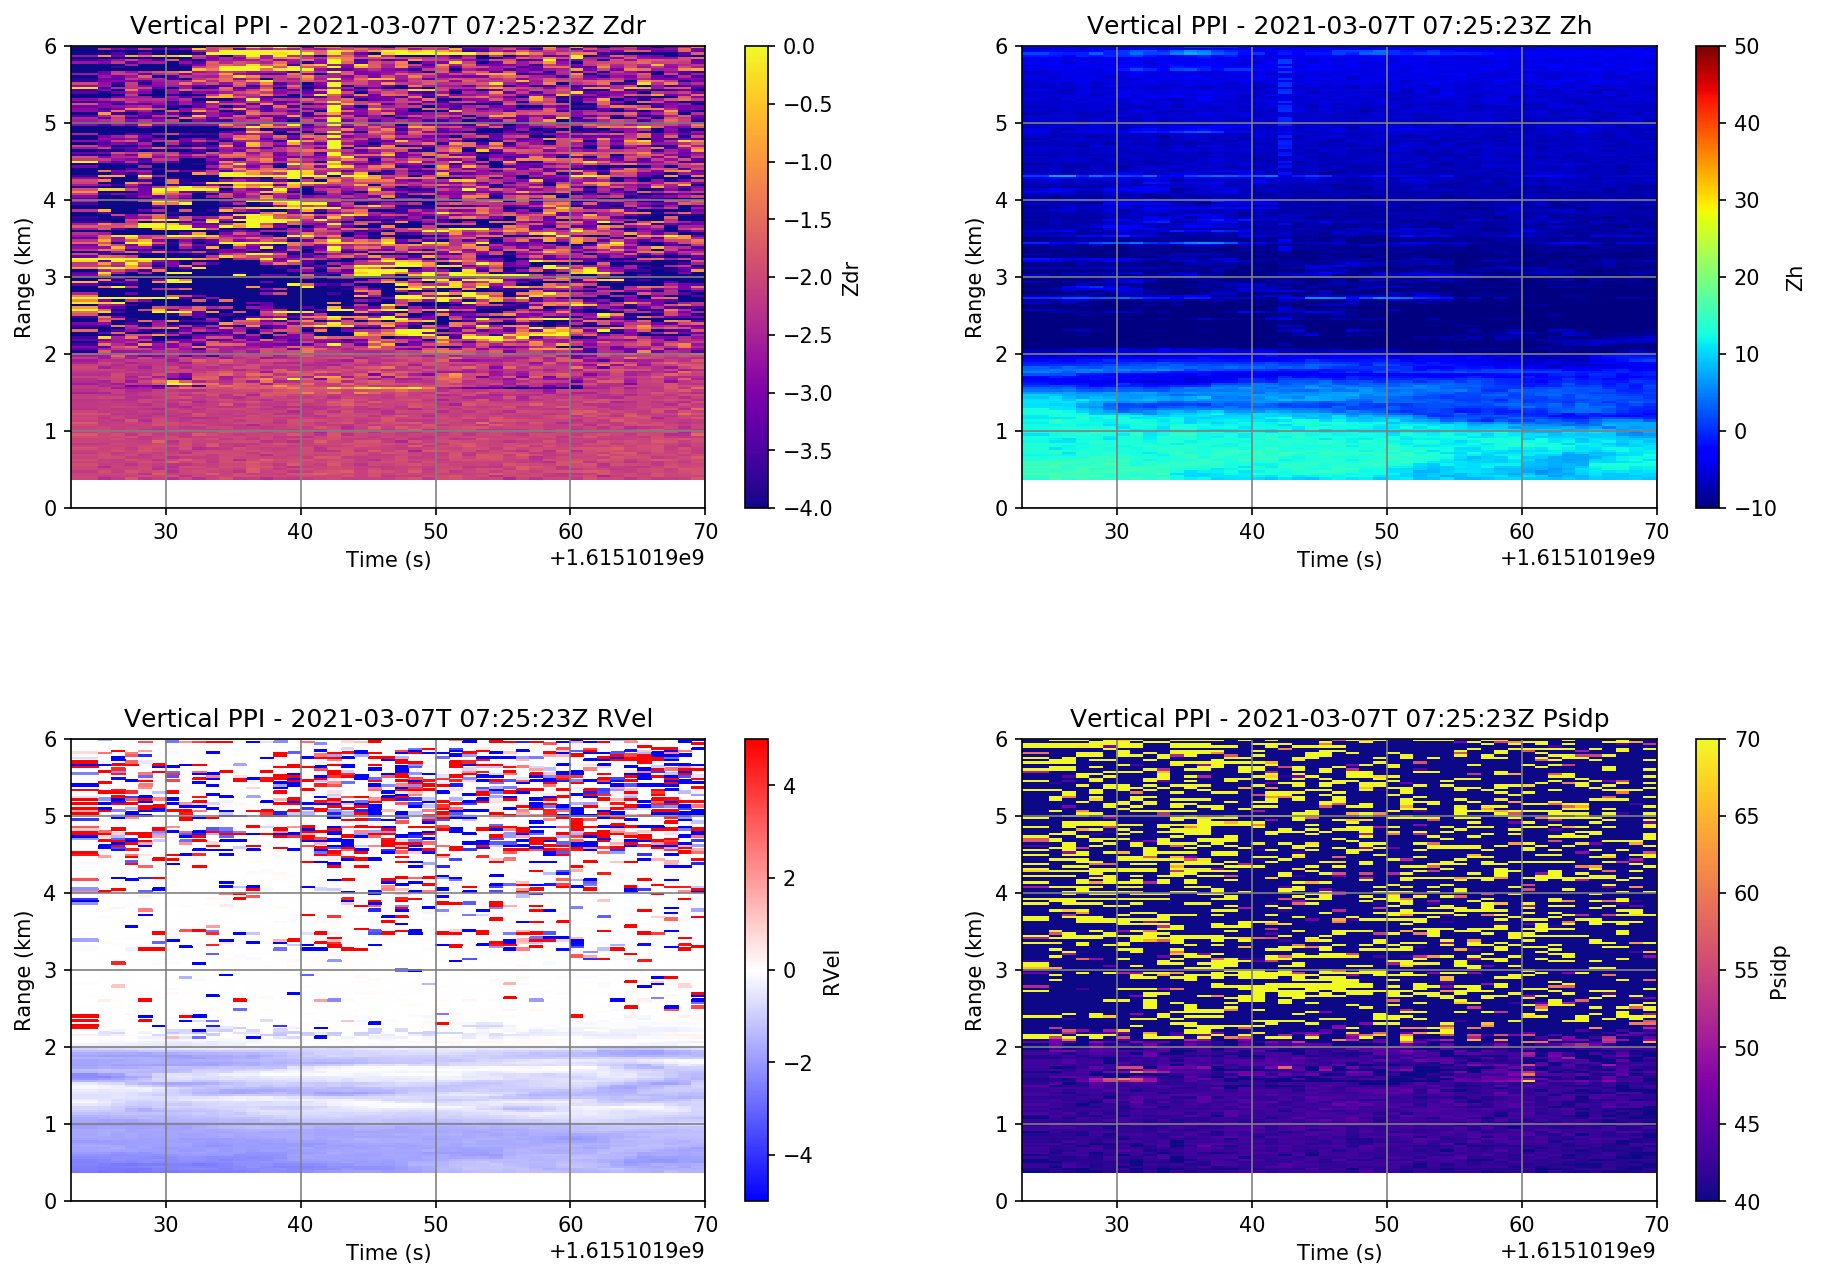 Vertical PPI - 2021-03-07T 07:25:23Z Zdr
6
5
4
3
2
1
0
Range (km)
30 40 50 60 70
Time (s)
+1.6151019e9
0.0
−0.5
−1.0
−1.5
−2.0
−2.5
−3.0
−3.5
−4.0
Zdr
Vertical PPI - 2021-03-07T 07:25:23Z Zh
6
5
4
3
2
1
0
Range (km)
30 40 50 60 70
Time (s)
+1.6151019e9
50
40
30
20
10
0
−10
Zh
Vertical PPI - 2021-03-07T 07:25:23Z RVel
6
5
4
3
2
1
0
Range (km)
30 40 50 60 70
Time (s)
+1.6151019e9
4
2
0
−2
−4
RVel
Vertical PPI - 2021-03-07T 07:25:23Z Psidp
6
5
4
3
2
1
0
Range (km)
30 40 50 60 70
Time (s)
+1.6151019e9
70
65
60
55
50
45
40
Psidp